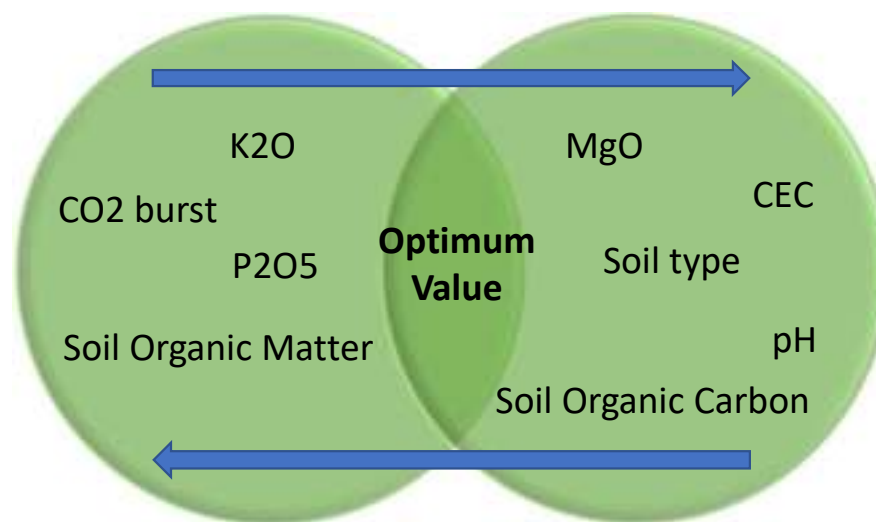 K2O
MgO
CO2 burst
CEC
P2O5
Optimum
Value
Soil type
Soil Organic Matter
pH
Soil Organic Carbon